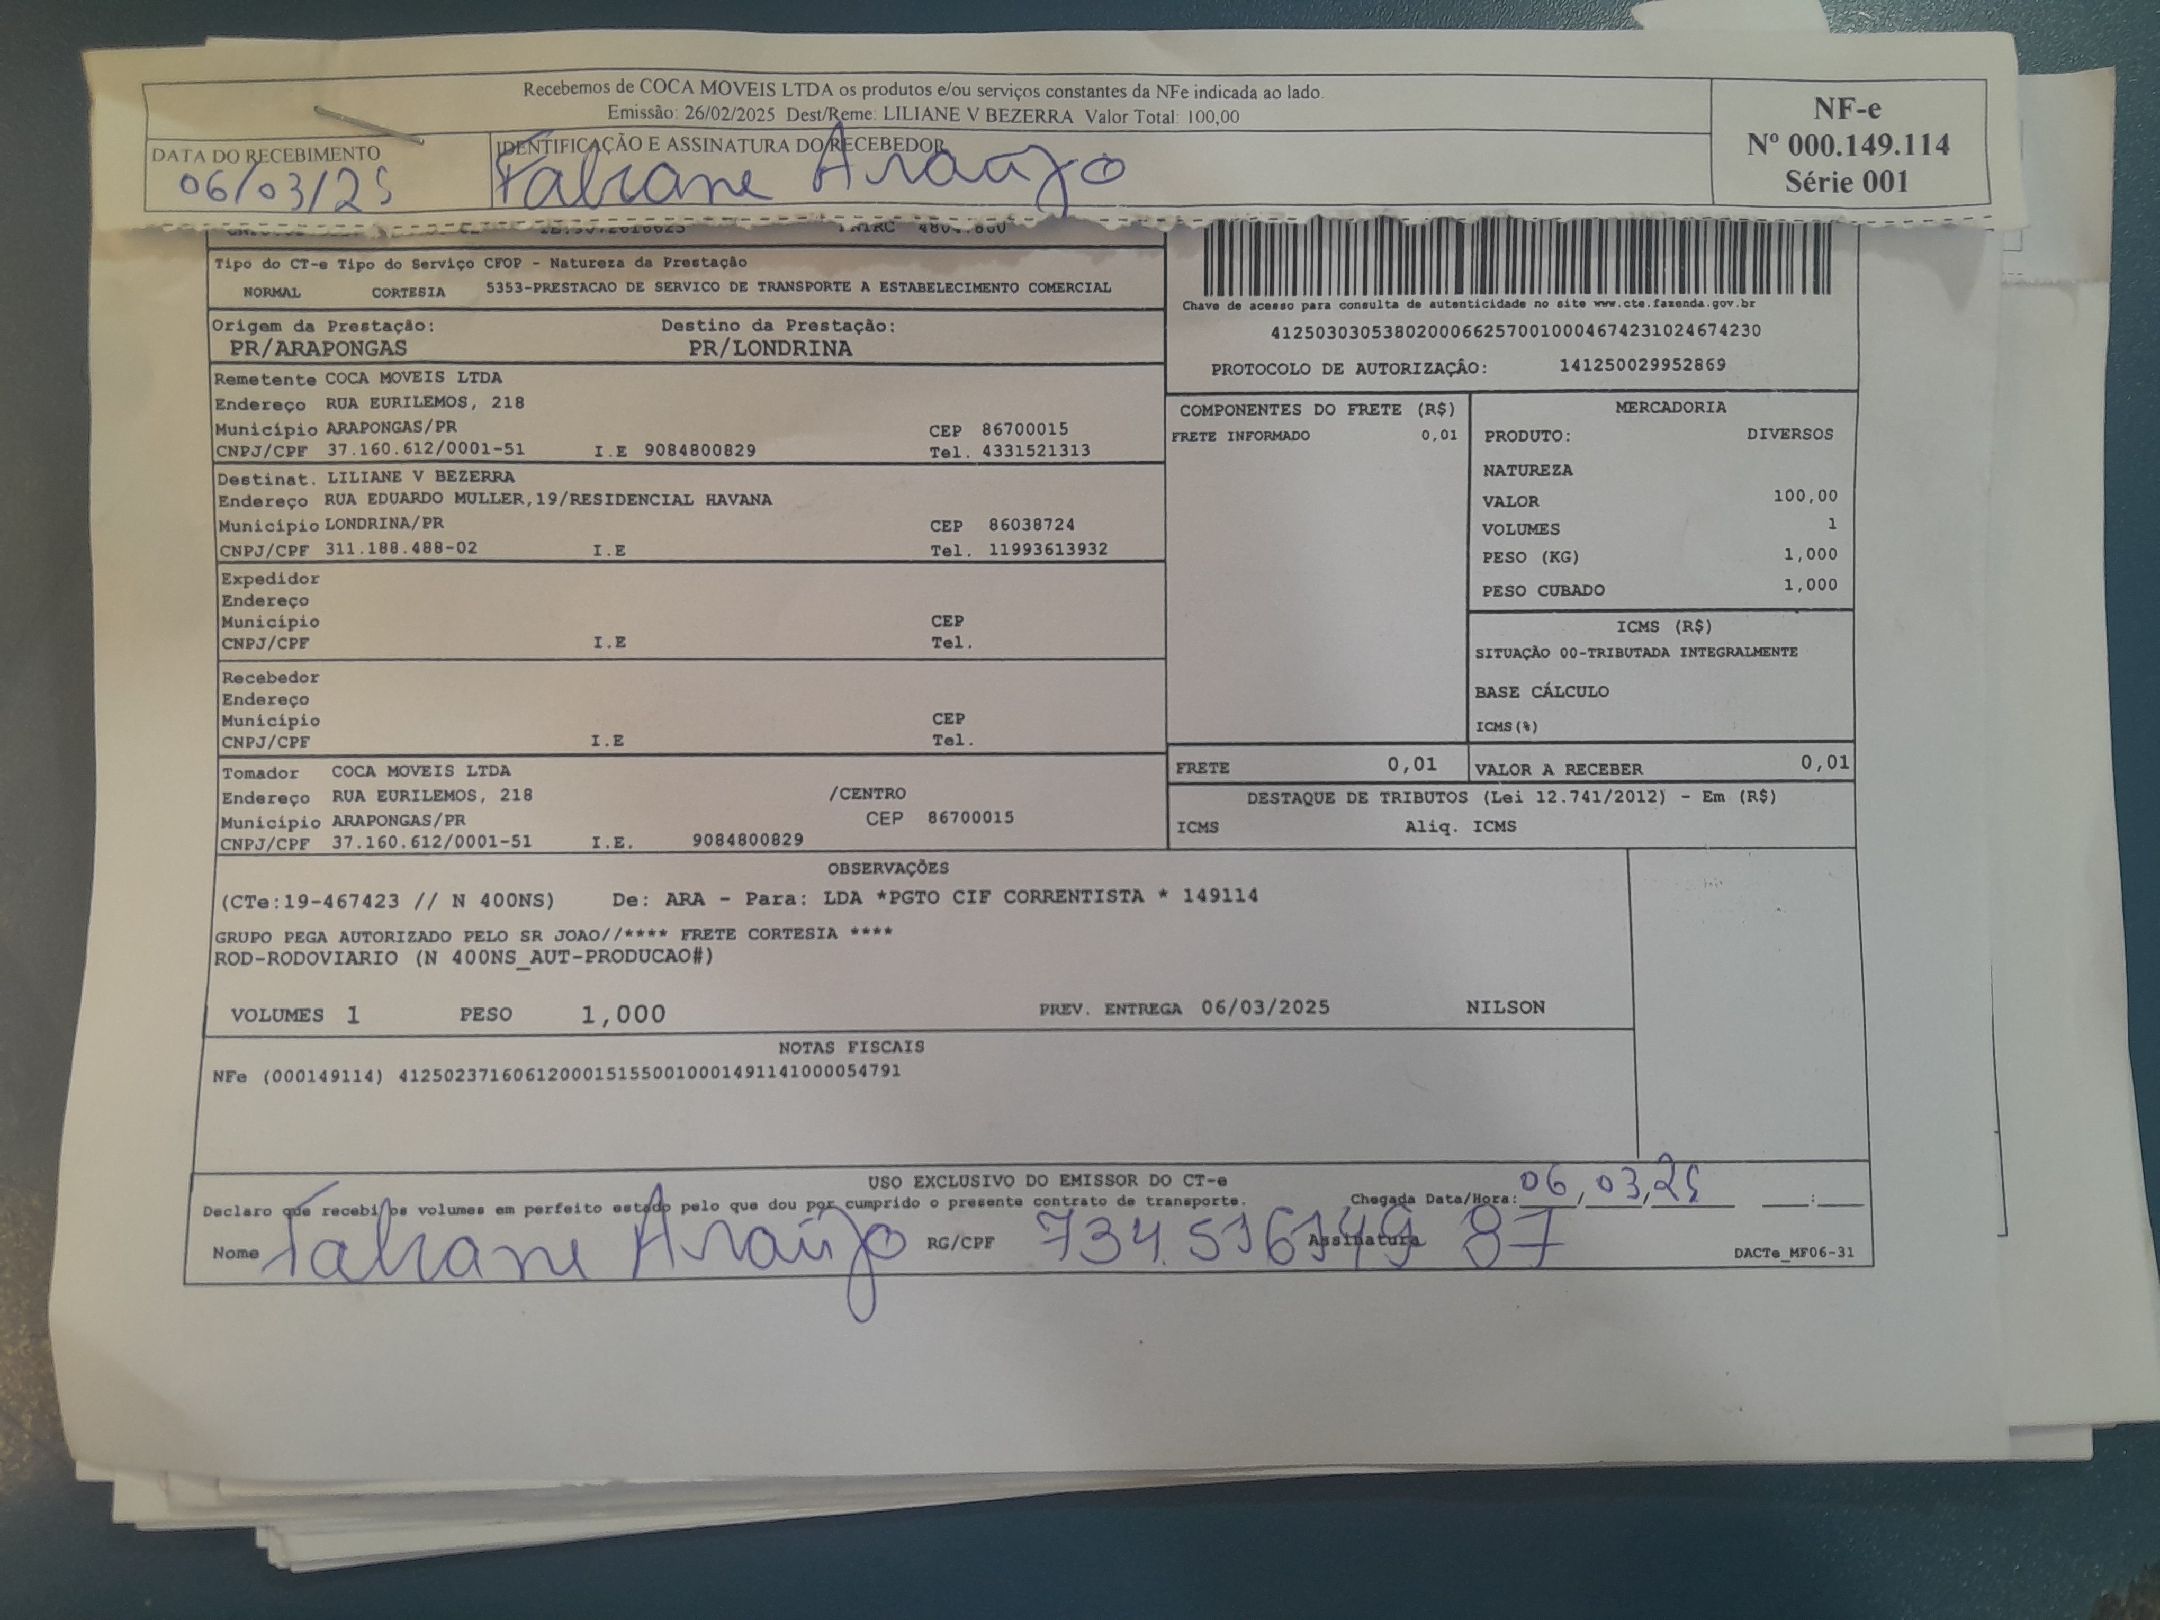 Recebemos de COCA MOVEIS LTDA os produtos e/ou serviços constantes da NFe indicada ao lado.
Emissão: 26/02/2025 Dest/Reme: LILIANE V BEZERRA Valor Total: 100,00
NF-e
Nº 000.149.114
Série 001
DATA DO RECEBIMENTO
06/03/25
IDENTIFICAÇÃO E ASSINATURA DO RECEBEDOR
Fabiane Araújo
Tipo do CT-e Tipo do Serviço CFOP - Natureza da Prestação
NORMAL CORTESIA 5353-PRESTACAO DE SERVICO DE TRANSPORTE A ESTABELECIMENTO COMERCIAL
Chave de acesso para consulta de autenticidade no site www.cte.fazenda.gov.br
41250303053802000662570010004674231024674230
PROTOCOLO DE AUTORIZAÇÂO: 141250029952869
Origem da Prestação: Destino da Prestação:
PR/ARAPONGAS PR/LONDRINA
Remetente COCA MOVEIS LTDA
Endereço RUA EURILEMOS, 218
Município ARAPONGAS/PR CEP 86700015
CNPJ/CPF 37.160.612/0001-51 I.E 9084800829 Tel. 4331521313
Destinat. LILIANE V BEZERRA
Endereço RUA EDUARDO MULLER,19/RESIDENCIAL HAVANA
Município LONDRINA/PR CEP 86038724
CNPJ/CPF 311.188.488-02 I.E Tel. 11993613932
Expedidor
Endereço
Município CEP
CNPJ/CPF I.E Tel.
Recebedor
Endereço
Município CEP
CNPJ/CPF I.E Tel.
Tomador COCA MOVEIS LTDA
Endereço RUA EURILEMOS, 218 /CENTRO
Município ARAPONGAS/PR CEP 86700015
CNPJ/CPF 37.160.612/0001-51 I.E. 9084800829
COMPONENTES DO FRETE (R$)
FRETE INFORMADO 0,01
MERCADORIA
PRODUTO: DIVERSOS
NATUREZA
VALOR 100,00
VOLUMES 1
PESO (KG) 1,000
PESO CUBADO 1,000
ICMS (R$)
SITUAÇÃO 00-TRIBUTADA INTEGRALMENTE
BASE CÁLCULO
ICMS(%)
FRETE 0,01 VALOR A RECEBER 0,01
DESTAQUE DE TRIBUTOS (Lei 12.741/2012) - Em (R$)
ICMS Aliq. ICMS
OBSERVAÇÕES
(CTe:19-467423 // N 400NS) De: ARA - Para: LDA *PGTO CIF CORRENTISTA * 149114
GRUPO PEGA AUTORIZADO PELO SR JOAO//**** FRETE CORTESIA ****
ROD-RODOVIARIO (N 400NS_AUT-PRODUCAO#)
VOLUMES 1 PESO 1,000 PREV. ENTREGA 06/03/2025 NILSON
NOTAS FISCAIS
NFe (000149114) 41250237160612000151550010001491141000054791
USO EXCLUSIVO DO EMISSOR DO CT-e
Declaro que recebi os volumes em perfeito estado pelo que dou por cumprido o presente contrato de transporte. Chegada Data/Hora: 06/03/25 :
Nome Fabiane Araújo RG/CPF Assinatura 87 DACTe_MF06-31